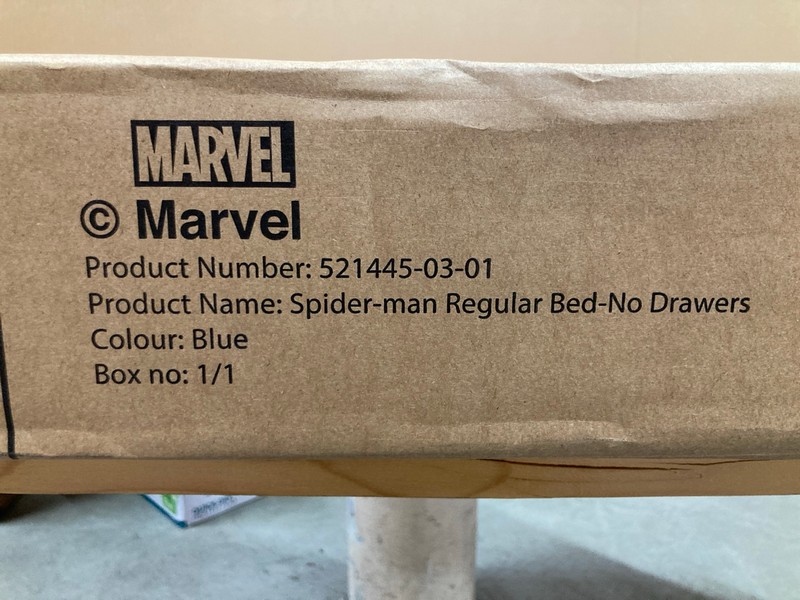 MARVEL
© Marvel
Product Number: 521445-03-01
Product Name: Spider-man Regular Bed-No Drawers
Colour: Blue
Box no: 1/1